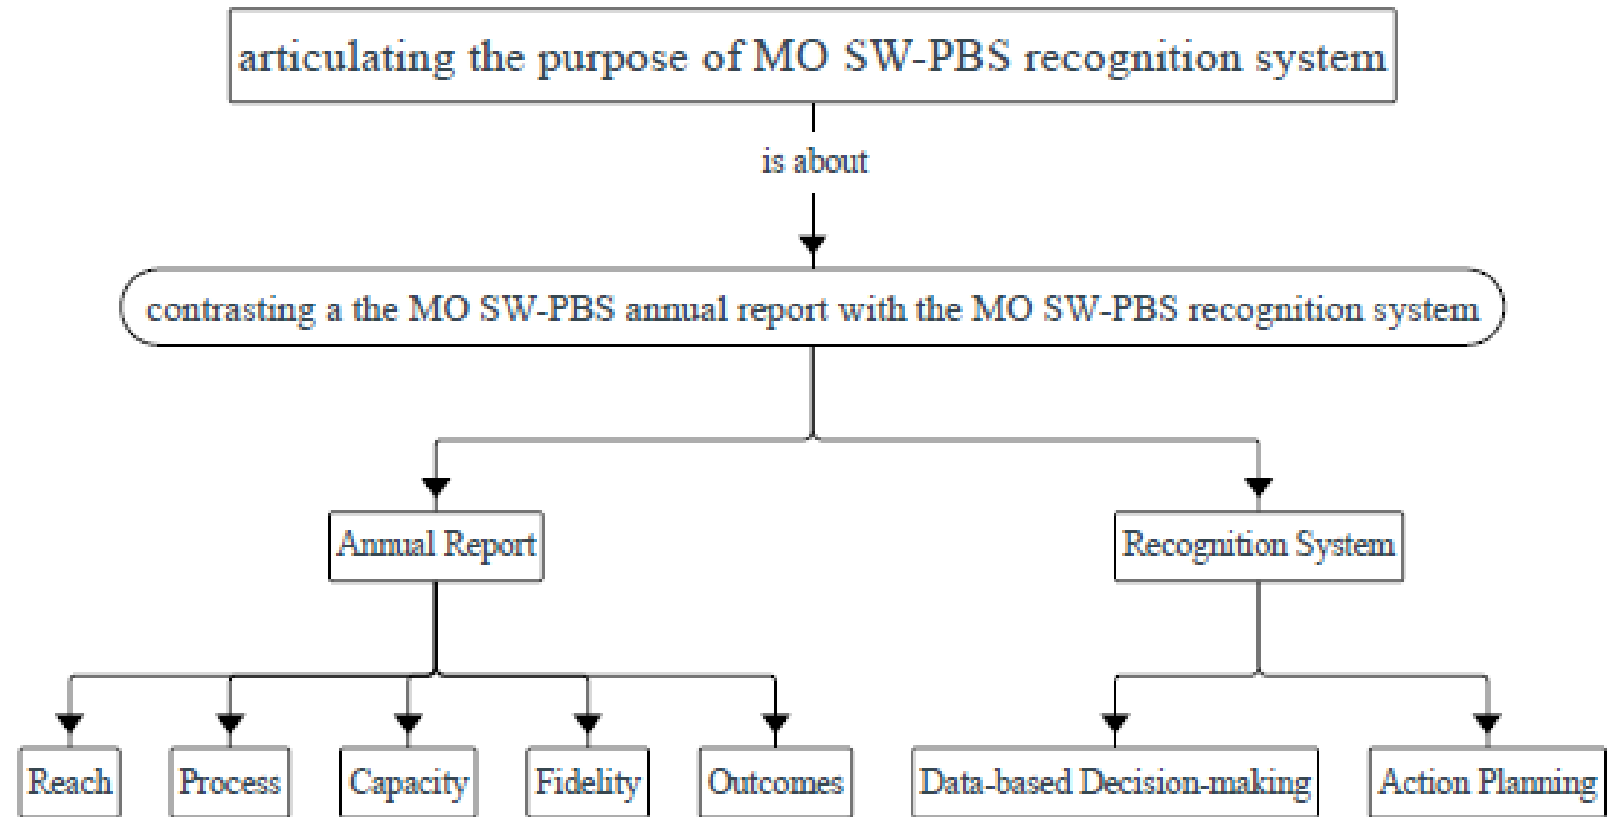 articulating the purpose of MO SW-PBS recognition system
is about
contrasting a the MO SW-PBS annual report with the MO SW-PBS recognition system
Annual Report
Recognition System
Reach
Process
Capacity
Fidelity
Outcomes
Data-based Decision-making
Action Planning